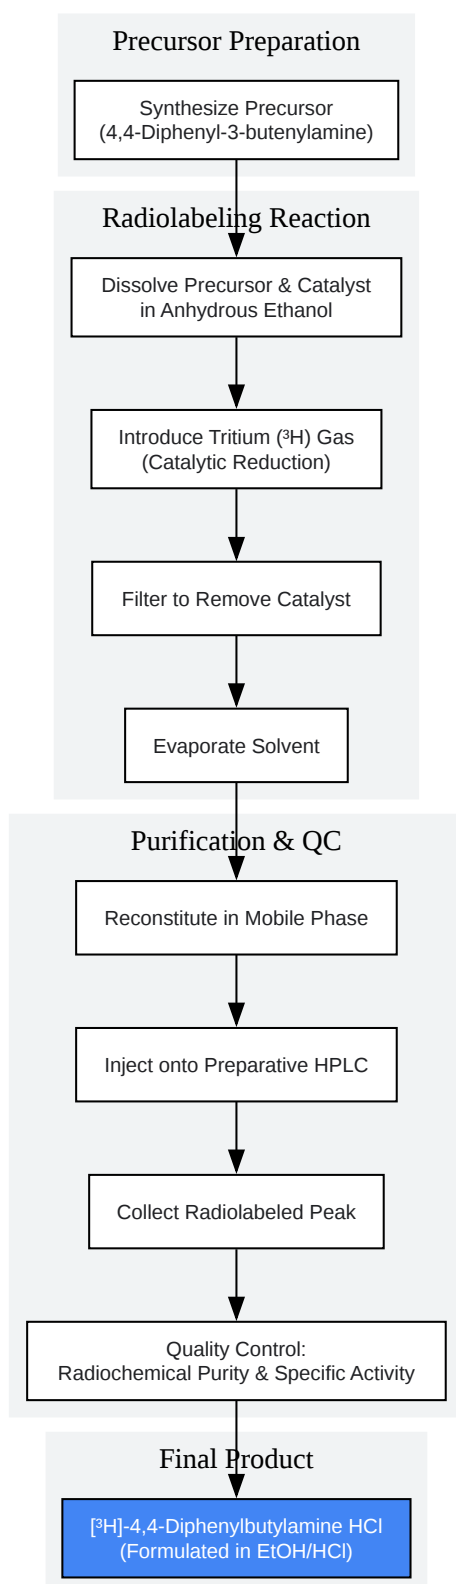 Precursor Preparation
Synthesize Precursor
(4,4-Diphenyl-3-butenylamine)
Radiolabeling Reaction
Dissolve Precursor & Catalyst
in Anhydrous Ethanol
Introduce Tritium (³H) Gas
(Catalytic Reduction)
Filter to Remove Catalyst
Evaporate Solvent
Purification & QC
Reconstitute in Mobile Phase
Inject onto Preparative HPLC
Collect Radiolabeled Peak
Quality Control:
Radiochemical Purity & Specific Activity
Final Product
[³H]-4,4-Diphenylbutylamine HCl
(Formulated in EtOH/HCl)